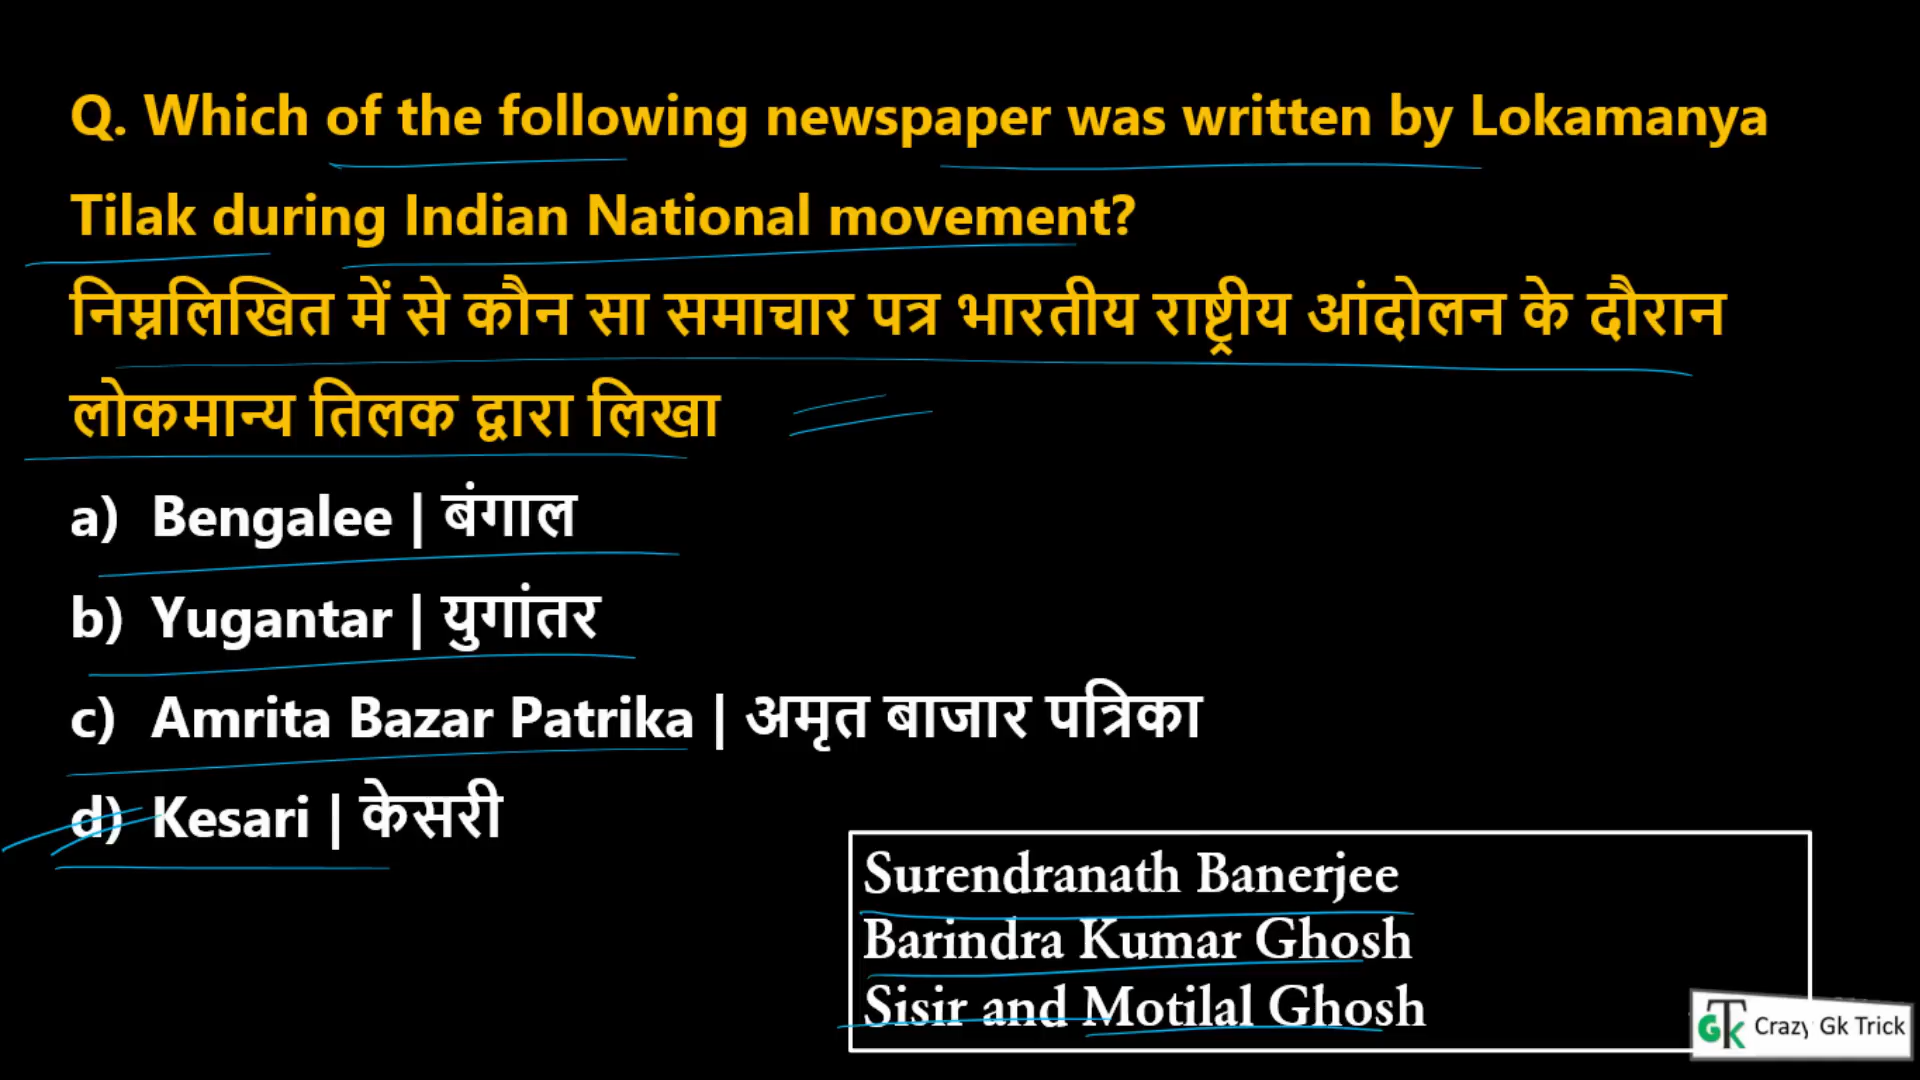 Q. Which of the following newspaper was written by Lokamanya
Tilak during Indian National movement?
निम्नलिखित में से कौन सा समाचार पत्र भारतीय राष्ट्रीय आंदोलन के दौरान
लोकमान्य तिलक द्वारा लिखा
a) Bengalee | बंगाल
b) Yugantar | युगांतर
c) Amrita Bazar Patrika | अमृत बाजार पत्रिका
d) Kesari | केसरी
Surendranath Banerjee
Barindra Kumar Ghosh
Sisir and Motilal Ghosh
GTK Crazy Gk Trick